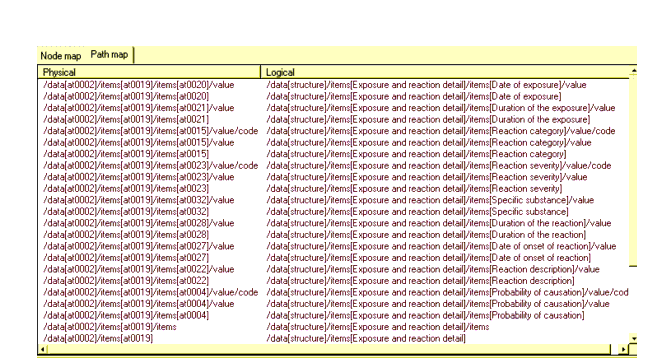 Node map Path map
Physical Logical
/data[at0002]/items[at0019]/items[at0020]/value /data[structure]/items[Exposure and reaction detail]/items[Date of exposure]/value
/data[at0002]/items[at0019]/items[at0020] /data[structure]/items[Exposure and reaction detail]/items[Date of exposure]
/data[at0002]/items[at0019]/items[at0021]/value /data[structure]/items[Exposure and reaction detail]/items[Duration of the exposure]/value
/data[at0002]/items[at0019]/items[at0021] /data[structure]/items[Exposure and reaction detail]/items[Duration of the exposure]
/data[at0002]/items[at0019]/items[at0015]/value/code /data[structure]/items[Exposure and reaction detail]/items[Reaction category]/value/code
/data[at0002]/items[at0019]/items[at0015]/value /data[structure]/items[Exposure and reaction detail]/items[Reaction category]/value
/data[at0002]/items[at0019]/items[at0015] /data[structure]/items[Exposure and reaction detail]/items[Reaction category]
/data[at0002]/items[at0019]/items[at0023]/value/code /data[structure]/items[Exposure and reaction detail]/items[Reaction severity]/value/code
/data[at0002]/items[at0019]/items[at0023]/value /data[structure]/items[Exposure and reaction detail]/items[Reaction severity]/value
/data[at0002]/items[at0019]/items[at0023] /data[structure]/items[Exposure and reaction detail]/items[Reaction severity]
/data[at0002]/items[at0019]/items[at0032]/value /data[structure]/items[Exposure and reaction detail]/items[Specific substance]/value
/data[at0002]/items[at0019]/items[at0032] /data[structure]/items[Exposure and reaction detail]/items[Specific substance]
/data[at0002]/items[at0019]/items[at0028]/value /data[structure]/items[Exposure and reaction detail]/items[Duration of the reaction]/value
/data[at0002]/items[at0019]/items[at0028] /data[structure]/items[Exposure and reaction detail]/items[Duration of the reaction]
/data[at0002]/items[at0019]/items[at0027]/value /data[structure]/items[Exposure and reaction detail]/items[Date of onset of reaction]/value
/data[at0002]/items[at0019]/items[at0027] /data[structure]/items[Exposure and reaction detail]/items[Date of onset of reaction]
/data[at0002]/items[at0019]/items[at0022]/value /data[structure]/items[Exposure and reaction detail]/items[Reaction description]/value
/data[at0002]/items[at0019]/items[at0022] /data[structure]/items[Exposure and reaction detail]/items[Reaction description]
/data[at0002]/items[at0019]/items[at0004]/value/code /data[structure]/items[Exposure and reaction detail]/items[Probability of causation]/value/cod
/data[at0002]/items[at0019]/items[at0004]/value /data[structure]/items[Exposure and reaction detail]/items[Probability of causation]/value
/data[at0002]/items[at0019]/items[at0004] /data[structure]/items[Exposure and reaction detail]/items[Probability of causation]
/data[at0002]/items[at0019]/items /data[structure]/items[Exposure and reaction detail]/items
/data[at0002]/items[at0019] /data[structure]/items[Exposure and reaction detail]